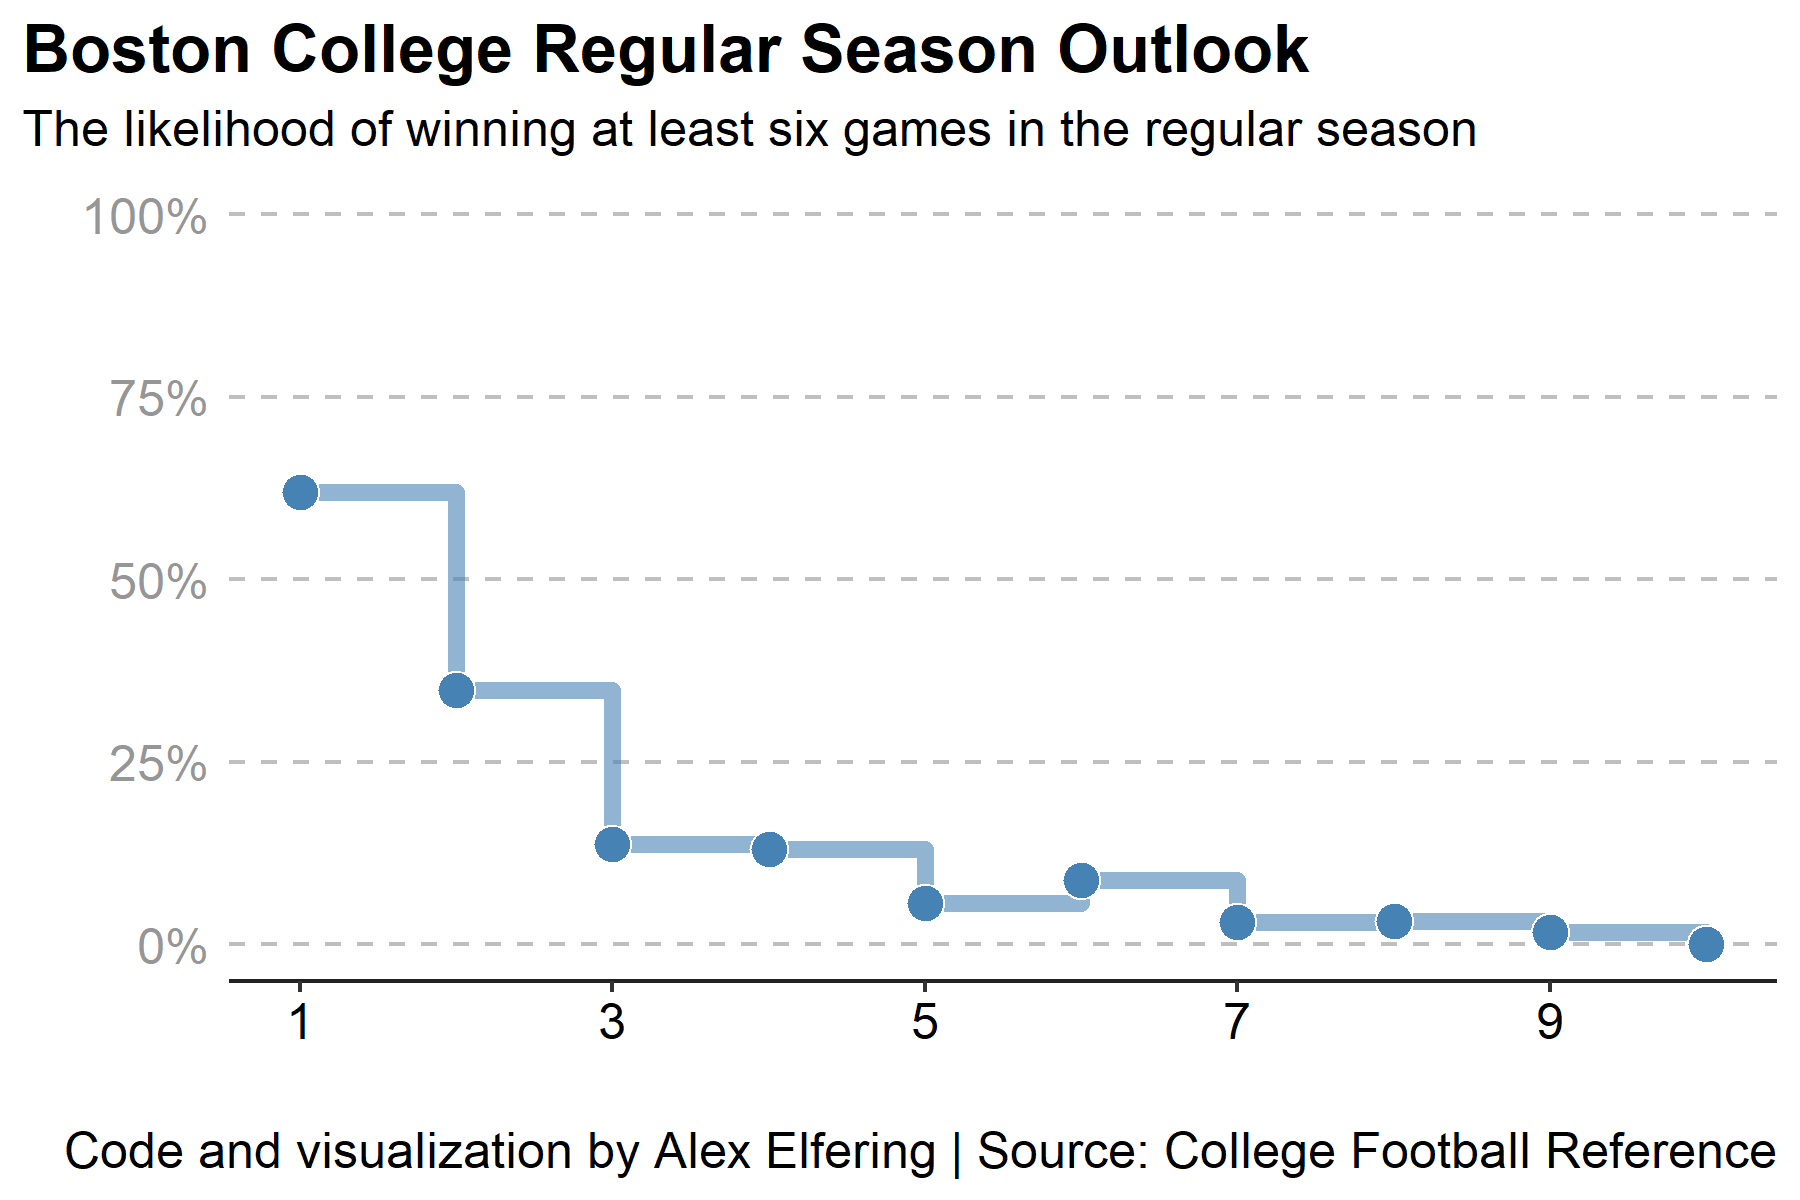 Boston College Regular Season Outlook
The likelihood of winning at least six games in the regular season
100%
75%
50%
25%
0%
1 3 5 7 9
Code and visualization by Alex Elfering | Source: College Football Reference